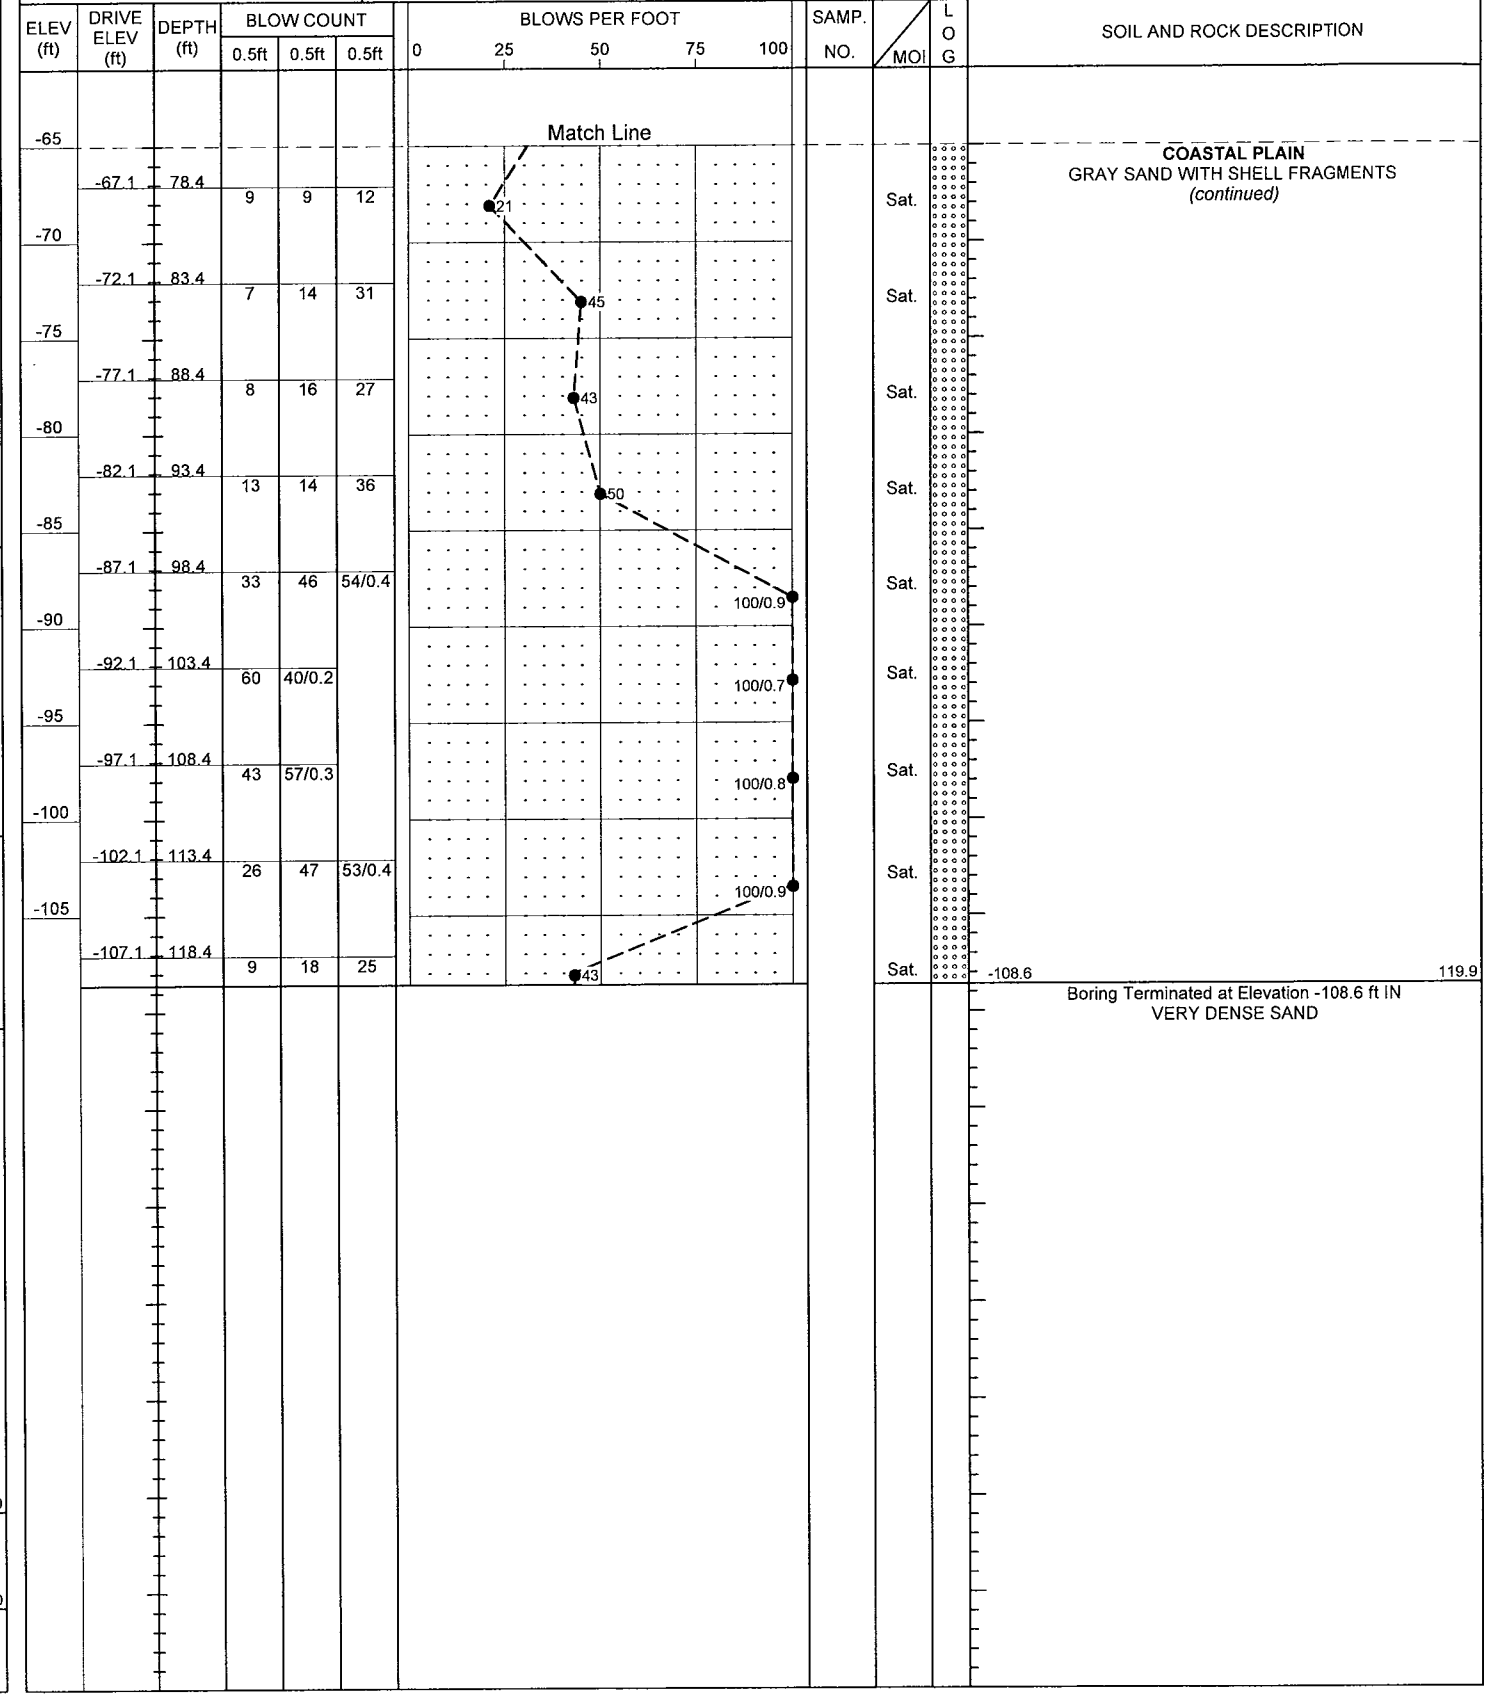 ELEV (ft) DRIVE ELEV (ft) DEPTH (ft) BLOW COUNT BLOWS PER FOOT SAMP. NO. MOI LOG SOIL AND ROCK DESCRIPTION
0.5ft 0.5ft 0.5ft 0 25 50 75 100
Match Line
-65
COASTAL PLAIN
GRAY SAND WITH SHELL FRAGMENTS
(continued)
-67.1 78.4 9 9 12 21 Sat.
-70
-72.1 83.4 7 14 31 45 Sat.
-75
-77.1 88.4 8 16 27 43 Sat.
-80
-82.1 93.4 13 14 36 50 Sat.
-85
-87.1 98.4 33 46 54/0.4 100/0.9 Sat.
-90
-92.1 103.4 60 40/0.2 100/0.7 Sat.
-95
-97.1 108.4 43 57/0.3 100/0.8 Sat.
-100
-102.1 113.4 26 47 53/0.4 100/0.9 Sat.
-105
-107.1 118.4 9 18 25 43 Sat.
-108.6 119.9
Boring Terminated at Elevation -108.6 ft IN
VERY DENSE SAND